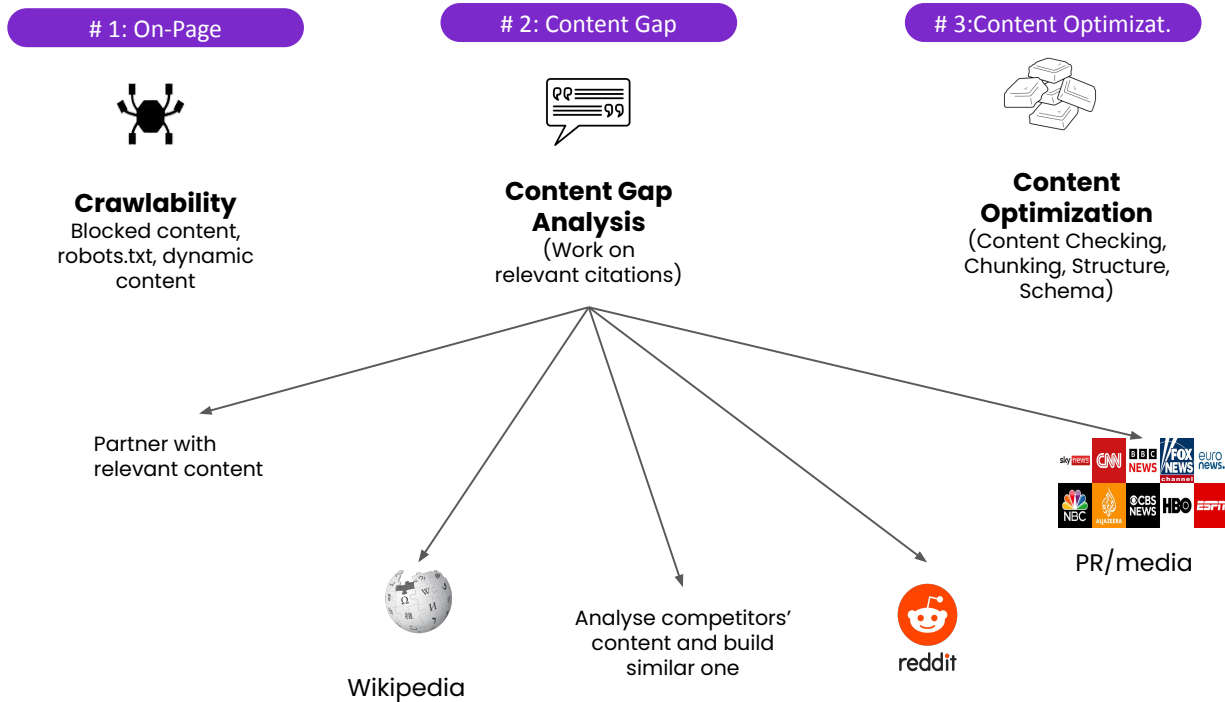 # 1: On-Page
# 2: Content Gap
# 3:Content Optimizat.
Crawlability
Blocked content,
robots.txt, dynamic
content
Content Gap
Analysis
(Work on
relevant citations)
Content
Optimization
(Content Checking,
Chunking, Structure,
Schema)
Partner with
relevant content
Wikipedia
Analyse competitors’
content and build
similar one
reddit
sky news
CNN
BBC
NEWS
FOX
NEWS
channel
euro
news.
NBC
ALJAZEERA
CBS
NEWS
HBO
ESPN
PR/media
Ω W
И
7